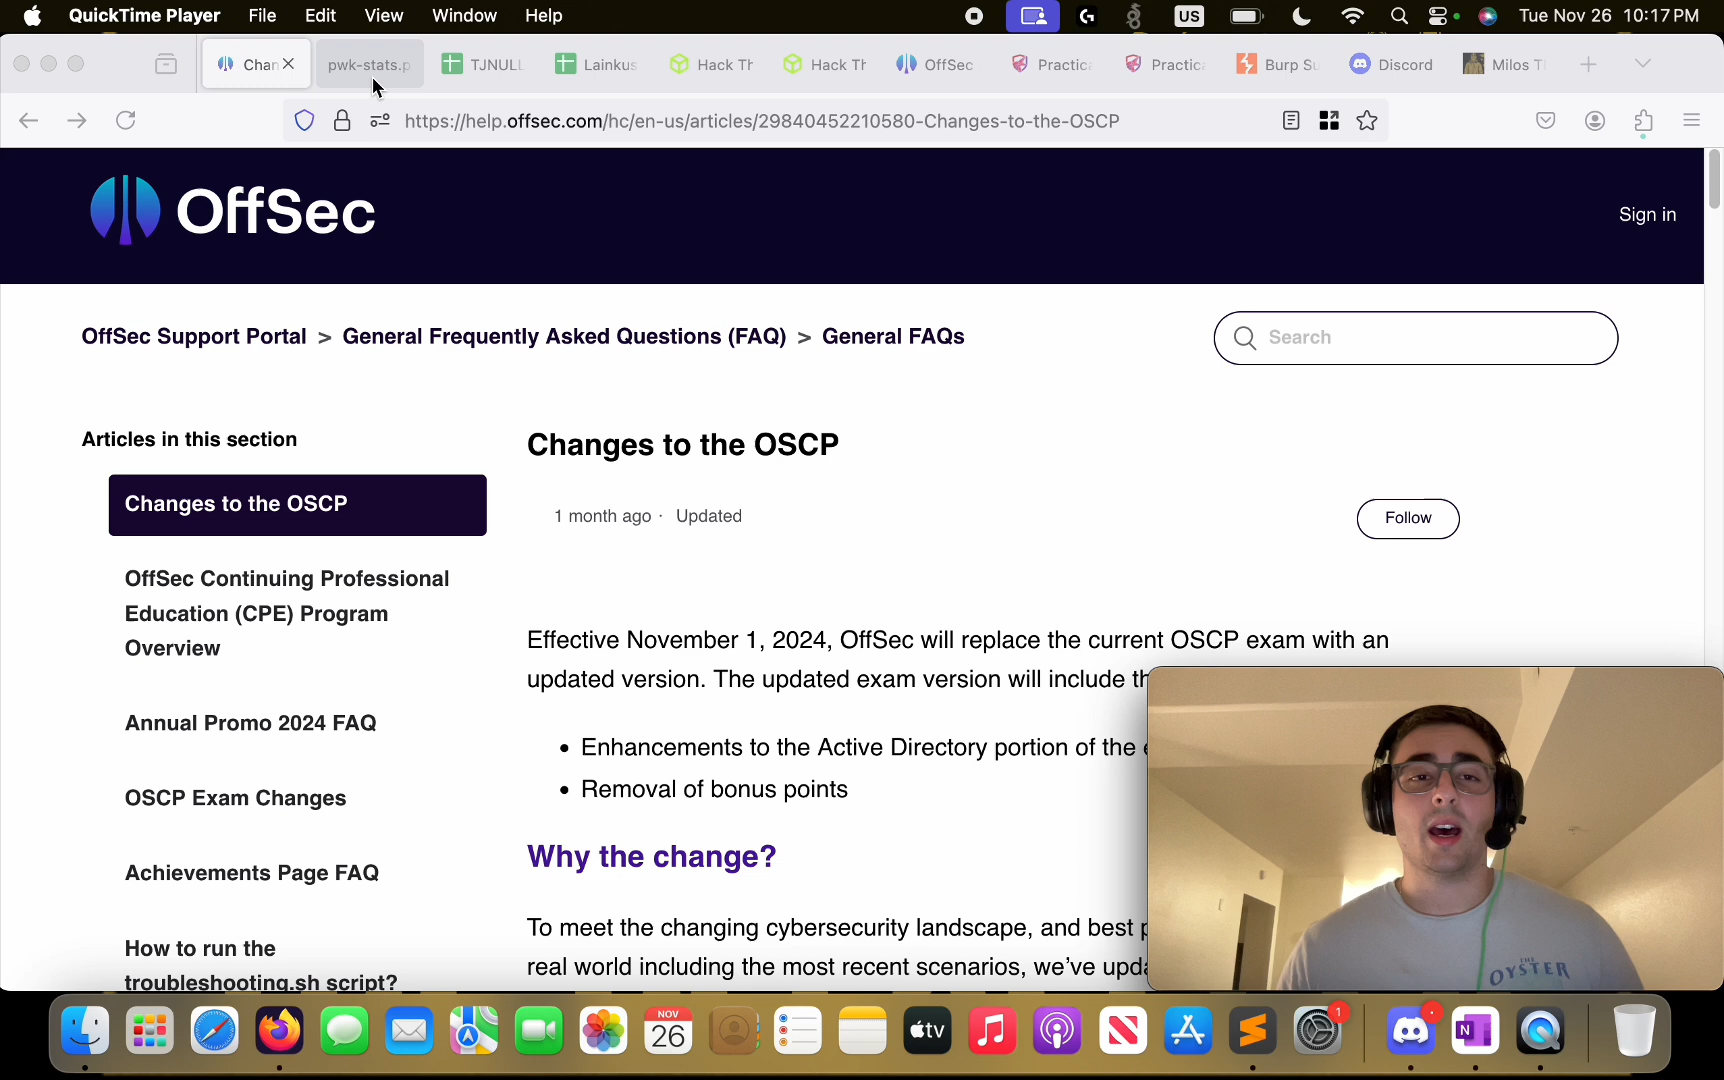 QuickTime Player File Edit View Window Help US Tue Nov 26 10:17 PM
Chan pwk-stats.p TJNULL Lainkus Hack Th Hack Th OffSec Practica Practica Burp Su Discord Milos T
https://help.offsec.com/hc/en-us/articles/29840452210580-Changes-to-the-OSCP
OffSec
Sign in
OffSec Support Portal > General Frequently Asked Questions (FAQ) > General FAQs
Search
Articles in this section
Changes to the OSCP
OffSec Continuing Professional
Education (CPE) Program
Overview
Annual Promo 2024 FAQ
OSCP Exam Changes
Achievements Page FAQ
How to run the
troubleshooting.sh script?
Changes to the OSCP
1 month ago · Updated
Follow
Effective November 1, 2024, OffSec will replace the current OSCP exam with an
updated version. The updated exam version will include th
• Enhancements to the Active Directory portion of the e
• Removal of bonus points
Why the change?
To meet the changing cybersecurity landscape, and best p
real world including the most recent scenarios, we've upda
THE
OYSTER
NOV
26
tv
1
N